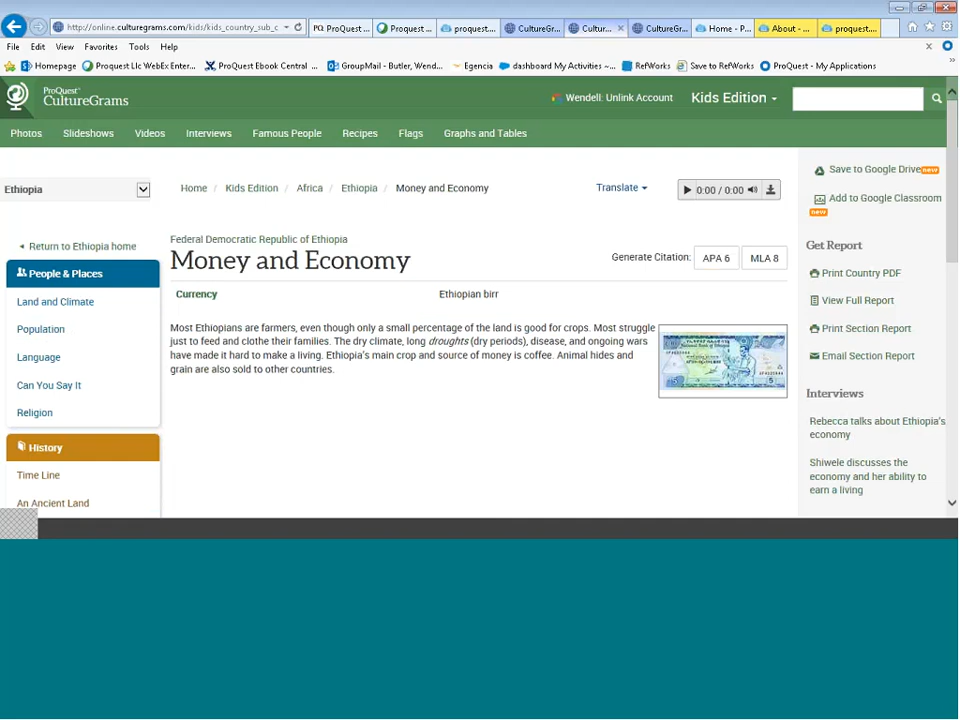 http://online.culturegrams.com/kids/kids_country_sub_c
PQ ProQuest ...
Proquest ...
proquest....
CultureGr...
Cultur...
CultureGr...
Home - P...
About - ...
proquest....
File Edit View Favorites Tools Help
Homepage
Proquest Llc WebEx Enter...
ProQuest Ebook Central ...
GroupMail - Butler, Wend...
Egencia
dashboard My Activities ~...
RefWorks
Save to RefWorks
ProQuest - My Applications
ProQuest
CultureGrams
Wendell: Unlink Account
Kids Edition
Photos Slideshows Videos Interviews Famous People Recipes Flags Graphs and Tables
Ethiopia
Home / Kids Edition / Africa / Ethiopia / Money and Economy
Translate
0:00 / 0:00
Save to Google Drive new
Add to Google Classroom
new
Return to Ethiopia home
People & Places
Land and Climate
Population
Language
Can You Say It
Religion
History
Time Line
An Ancient Land
Federal Democratic Republic of Ethiopia
Money and Economy
Generate Citation: APA 6 MLA 8
Currency Ethiopian birr
Most Ethiopians are farmers, even though only a small percentage of the land is good for crops. Most struggle
just to feed and clothe their families. The dry climate, long droughts (dry periods), disease, and ongoing wars
have made it hard to make a living. Ethiopia's main crop and source of money is coffee. Animal hides and
grain are also sold to other countries.
5
Get Report
Print Country PDF
View Full Report
Print Section Report
Email Section Report
Interviews
Rebecca talks about Ethiopia's
economy
Shiwele discusses the
economy and her ability to
earn a living